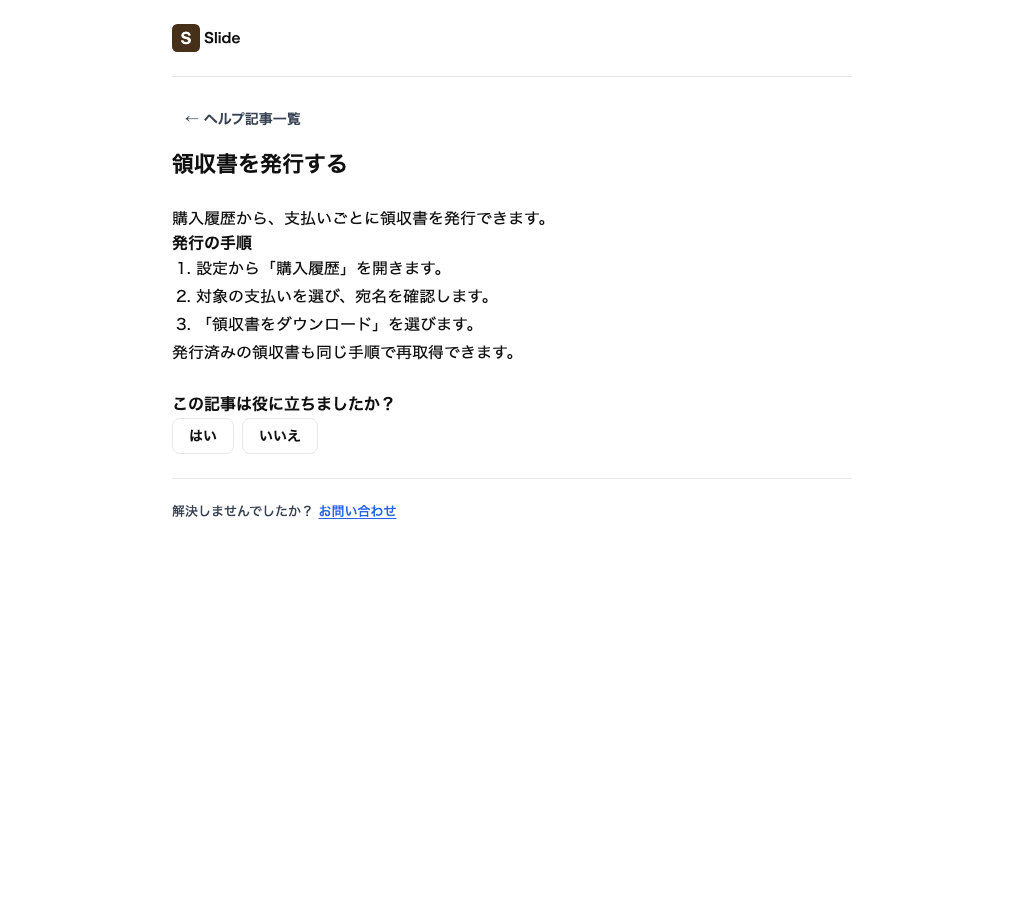 S Slide
← ヘルプ記事一覧
領収書を発行する
購入履歴から、支払いごとに領収書を発行できます。
発行の手順
1. 設定から「購入履歴」を開きます。
2. 対象の支払いを選び、宛名を確認します。
3. 「領収書をダウンロード」を選びます。
発行済みの領収書も同じ手順で再取得できます。
この記事は役に立ちましたか？
はい いいえ
解決しませんでしたか？ お問い合わせ